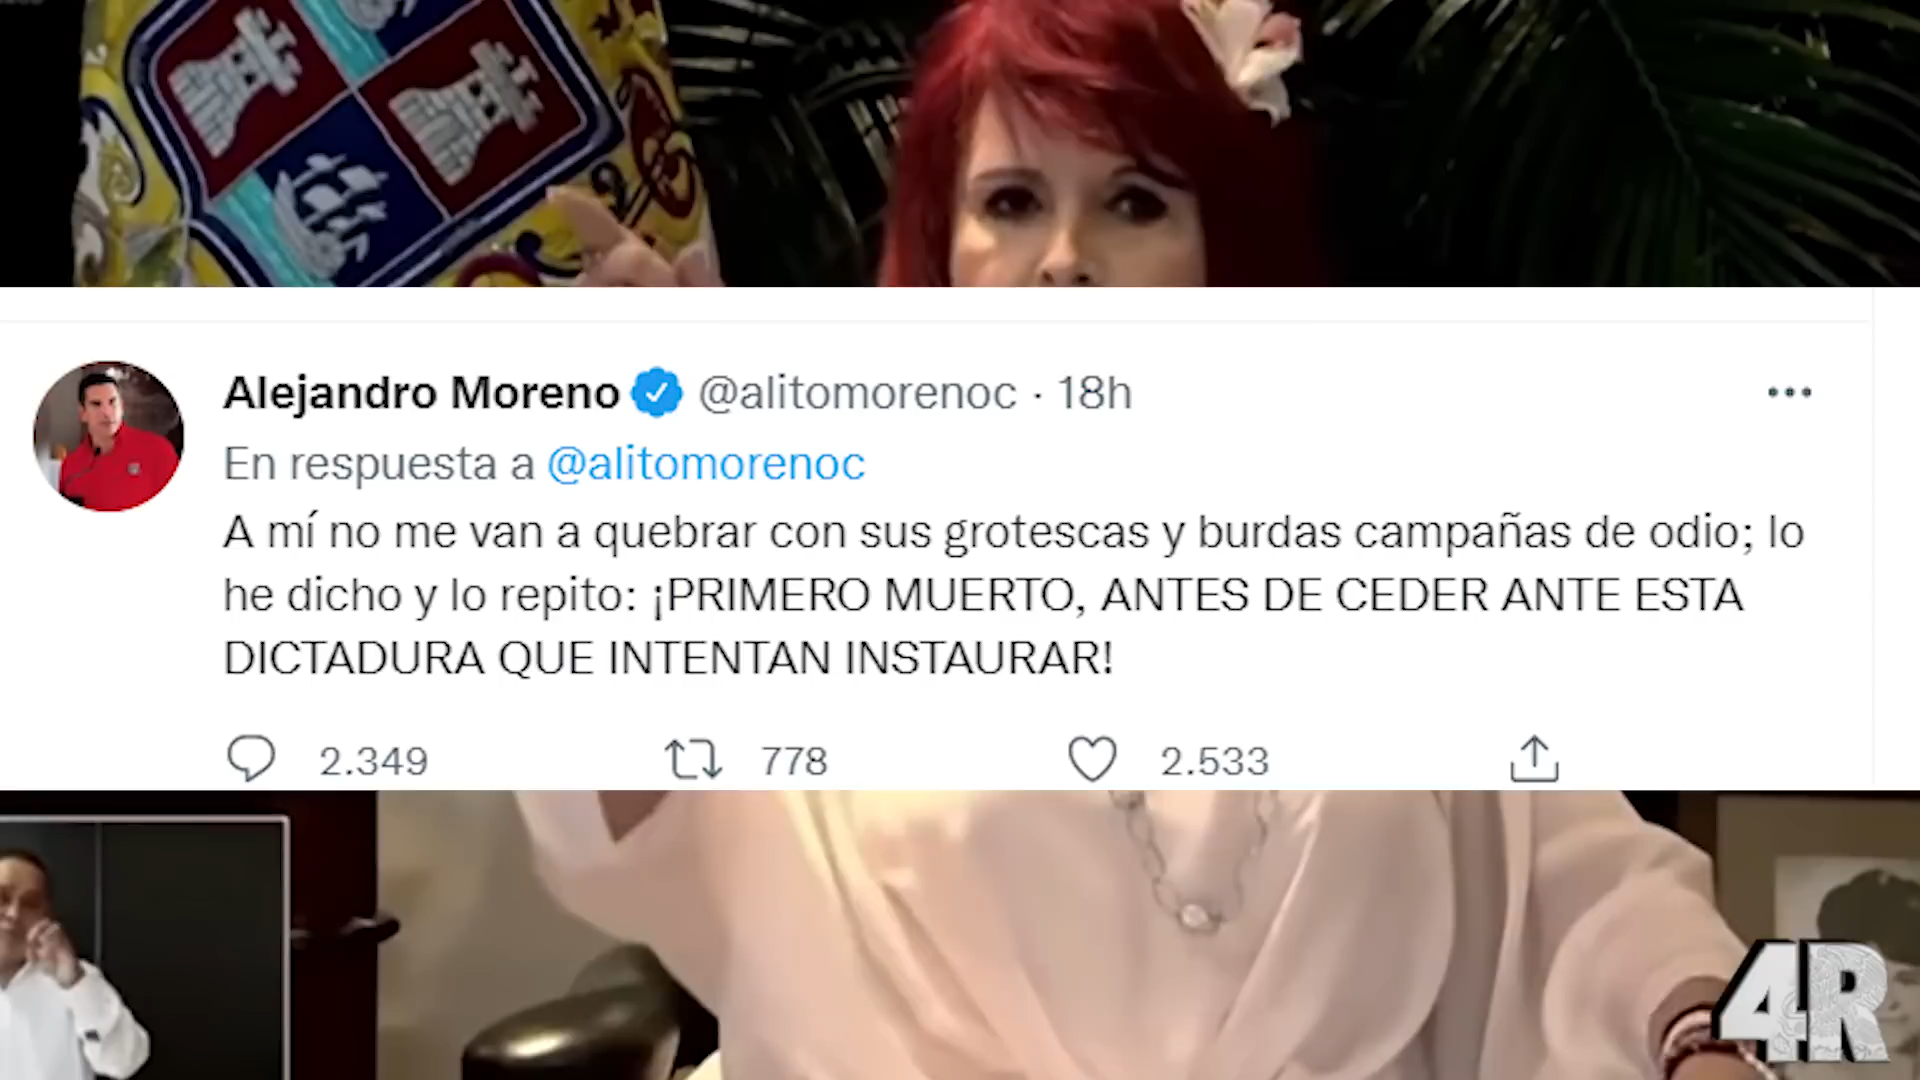 Alejandro Moreno @alitomorenoc · 18h
En respuesta a @alitomorenoc
A mí no me van a quebrar con sus grotescas y burdas campañas de odio; lo
he dicho y lo repito: ¡PRIMERO MUERTO, ANTES DE CEDER ANTE ESTA
DICTADURA QUE INTENTAN INSTAURAR!
2.349 778 2.533
4R